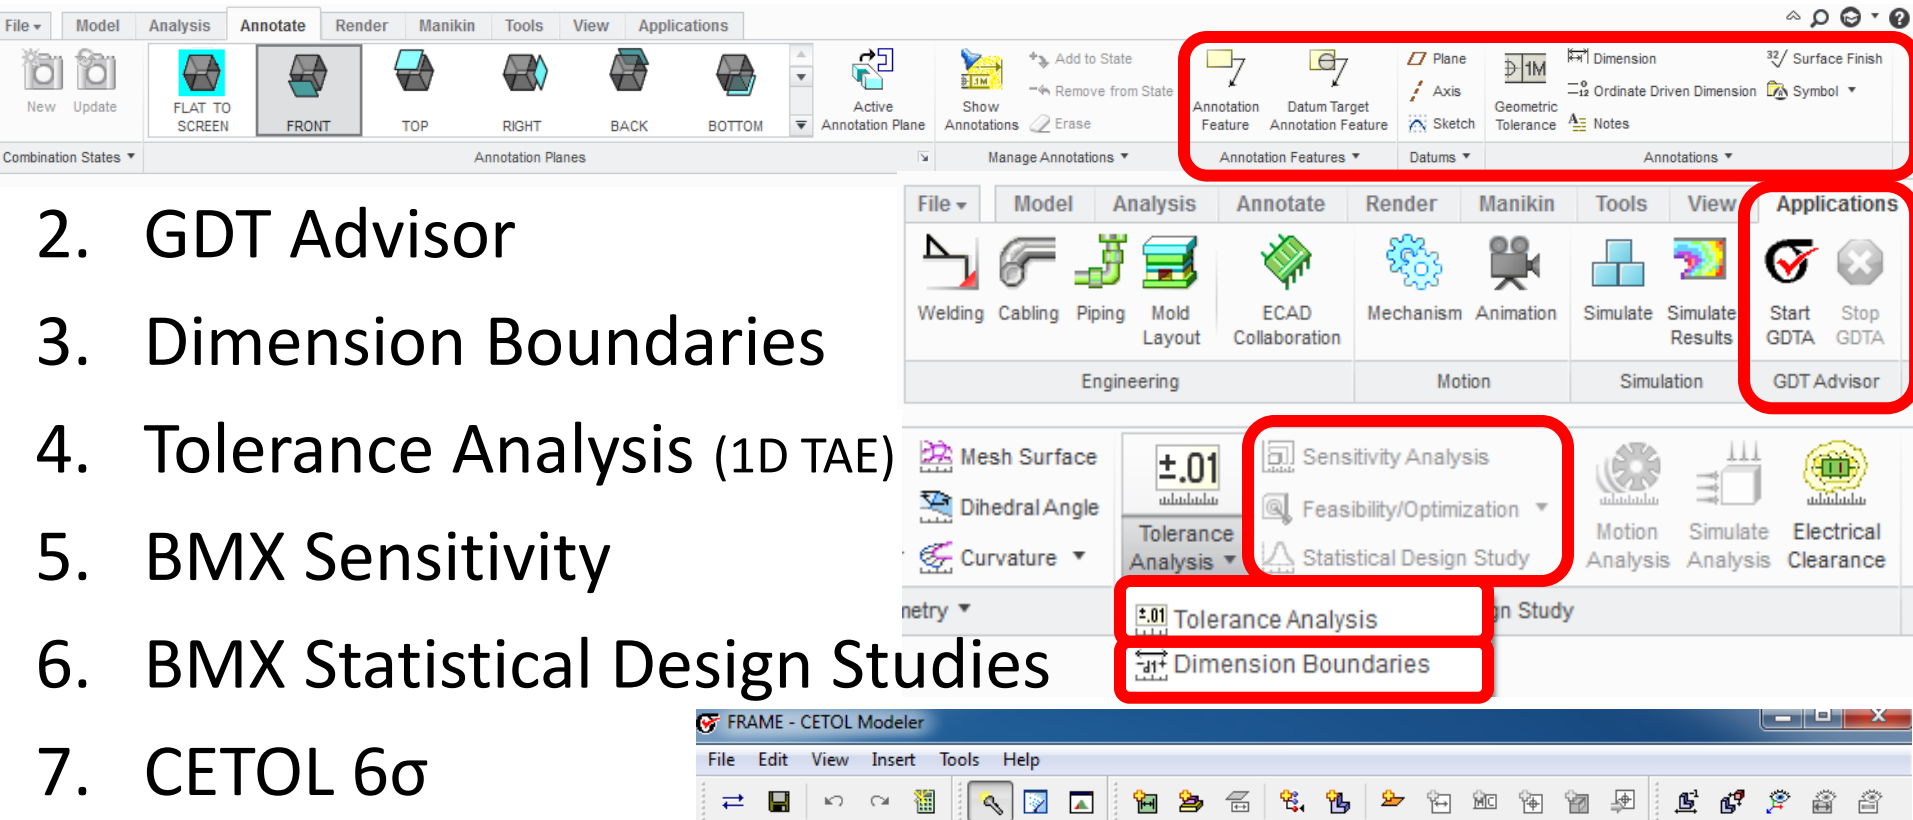 File Model Analysis Annotate Render Manikin Tools View Applications
New Update
FLAT TO SCREEN
FRONT
TOP
RIGHT
BACK
BOTTOM
Active Annotation Plane
Show Annotations
Add to State
Remove from State
Erase
Annotation Feature
Datum Target Annotation Feature
Plane
Axis
Sketch
1M
Geometric Tolerance
Dimension
Ordinate Driven Dimension
Notes
32/ Surface Finish
Symbol
Combination States
Annotation Planes
Manage Annotations
Annotation Features
Datums
Annotations
File Model Analysis Annotate Render Manikin Tools View Applications
Welding Cabling Piping
Mold Layout
ECAD Collaboration
Mechanism Animation
Simulate
Simulate Results
Start GDTA
Stop GDTA
Engineering
Motion
Simulation
GDT Advisor
2. GDT Advisor
3. Dimension Boundaries
4. Tolerance Analysis (1D TAE)
5. BMX Sensitivity
6. BMX Statistical Design Studies
7. CETOL 6σ
Mesh Surface
Dihedral Angle
Curvature
±.01
Tolerance Analysis
Sensitivity Analysis
Feasibility/Optimization
Statistical Design Study
Motion Analysis
Simulate Analysis
Electrical Clearance
netry
gn Study
±.01 Tolerance Analysis
Dimension Boundaries
FRAME - CETOL Modeler
File Edit View Insert Tools Help
MC